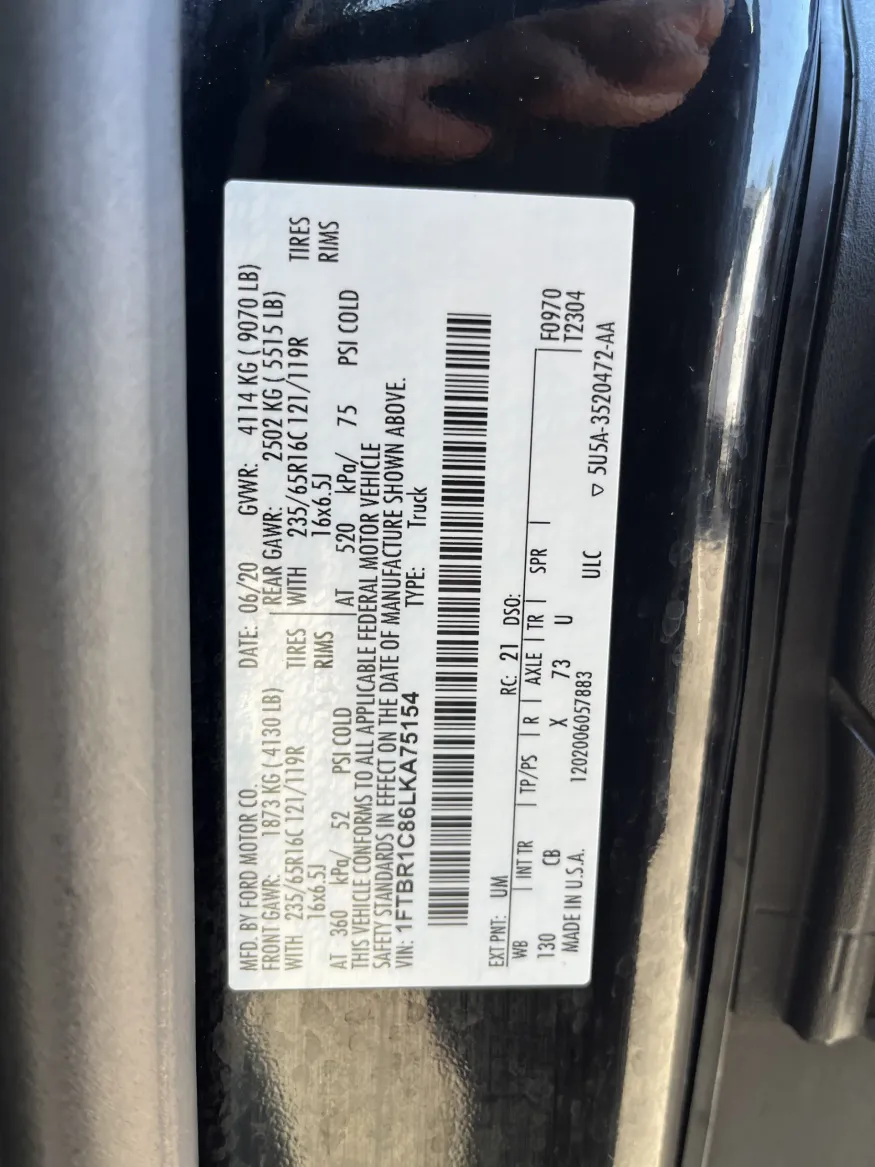 MFD. BY FORD MOTOR CO. DATE: 06/20 GVWR: 4114 KG ( 9070 LB)
FRONT GAWR: 1873 KG ( 4130 LB) REAR GAWR: 2502 KG ( 5515 LB)
WITH 235/65R16C 121/119R TIRES WITH 235/65R16C 121/119R TIRES
16x6.5J RIMS 16x6.5J RIMS
AT 360 kPa/ 52 PSI COLD AT 520 kPa/ 75 PSI COLD
THIS VEHICLE CONFORMS TO ALL APPLICABLE FEDERAL MOTOR VEHICLE
SAFETY STANDARDS IN EFFECT ON THE DATE OF MANUFACTURE SHOWN ABOVE.
VIN: 1FTBR1C86LKA75154 TYPE: Truck
EXT PNT: UM RC: 21 DSO:
WB INT TR TP/PS R AXLE TR SPR F0970
130 CB X 73 U T2304
MADE IN U.S.A. 1202006057883 ULC ▽ 5U5A-3520472-AA